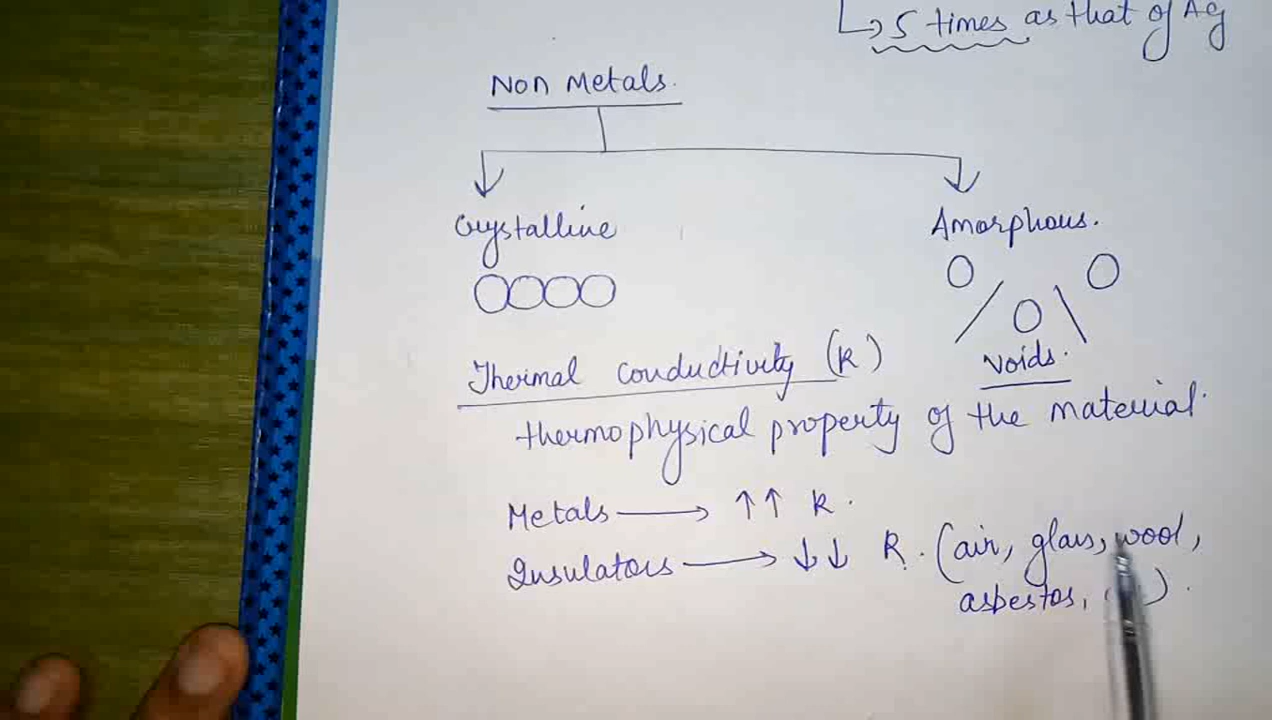 ↳ 5 times as that of Ag
Non Metals.
Crystalline
Amorphous.
Voids.
Thermal conductivity (k)
thermophysical property of the material.
Metals → ↑↑ k.
Insulators → ↓↓ k. (air, glass, wool,
asbestos, )